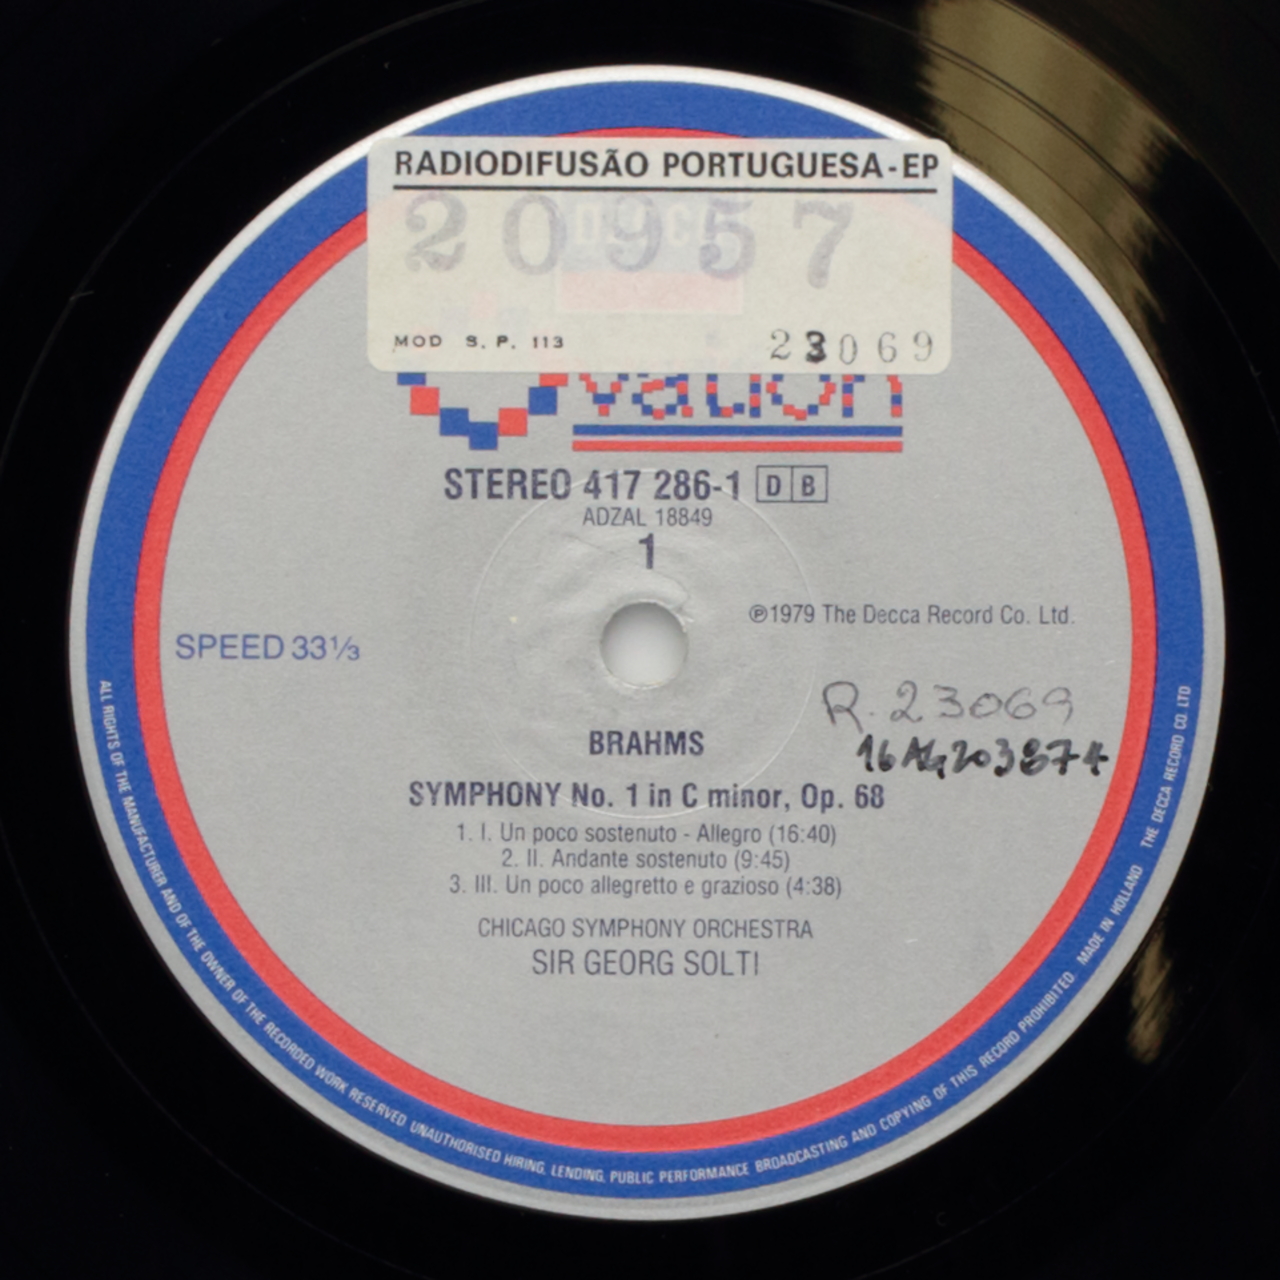 RADIODIFUSÃO PORTUGUESA-EP
20957
MOD S. P. 113 23069
Ovation
STEREO 417 286-1 DB
ADZAL 18849
1
℗1979 The Decca Record Co. Ltd.
SPEED 33⅓
R. 23069
BRAHMS
SYMPHONY No. 1 in C minor, Op. 68
1. I. Un poco sostenuto - Allegro (16:40)
2. II. Andante sostenuto (9:45)
3. III. Un poco allegretto e grazioso (4:38)
CHICAGO SYMPHONY ORCHESTRA
SIR GEORG SOLTI
ALL RIGHTS OF THE MANUFACTURER AND OF THE OWNER OF THE RECORDED WORK RESERVED UNAUTHORISED HIRING, LENDING, PUBLIC PERFORMANCE BROADCASTING AND COPYING OF THIS RECORD PROHIBITED MADE IN HOLLAND THE DECCA RECORD CO. LTD